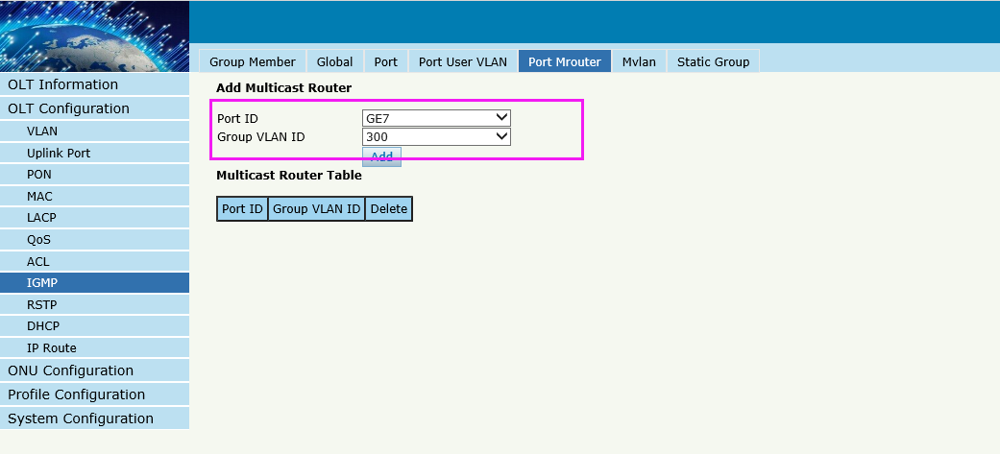 Group Member Global Port Port User VLAN Port Mrouter Mvlan Static Group
OLT Information
OLT Configuration
VLAN
Uplink Port
PON
MAC
LACP
QoS
ACL
IGMP
RSTP
DHCP
IP Route
ONU Configuration
Profile Configuration
System Configuration
Add Multicast Router
Port ID GE7
Group VLAN ID 300
Add
Multicast Router Table
Port ID Group VLAN ID Delete